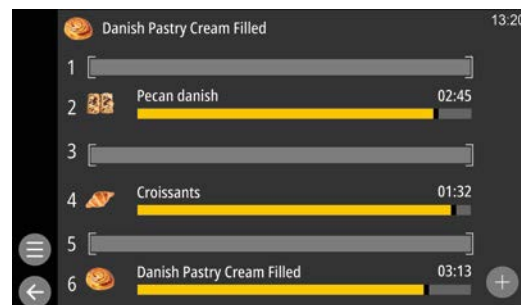 Danish Pastry Cream Filled
13:20
1
2 Pecan danish 02:45
3
4 Croissants 01:32
5
6 Danish Pastry Cream Filled 03:13